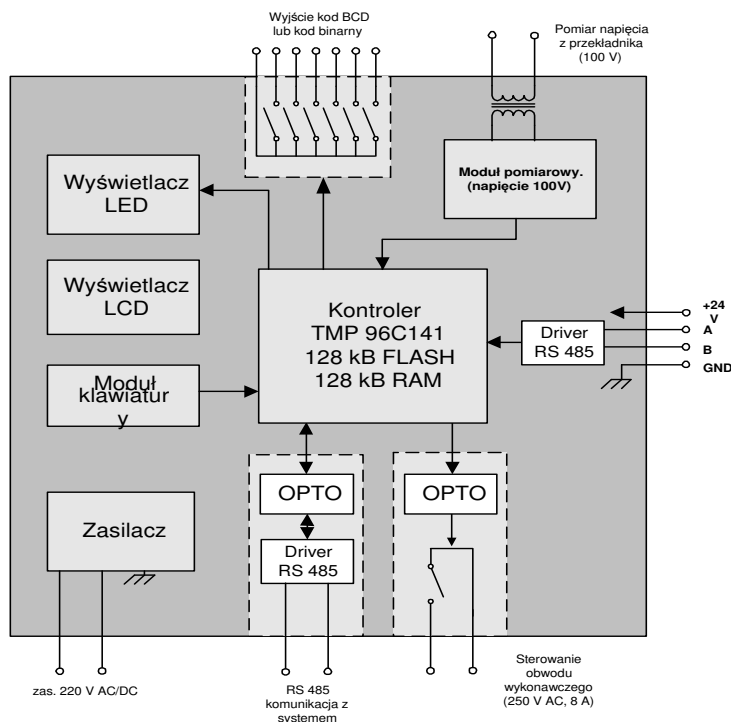 Wyjście kod BCD
lub kod binarny
Pomiar napięcia
z przekładnika
(100 V)
Moduł pomiarowy.
(napięcie 100V)
Wyświetlacz
LED
Wyświetlacz
LCD
Kontroler
TMP 96C141
128 kB FLASH
128 kB RAM
Driver
RS 485
+24
V
A
B
GND
Moduł
klawiatur
y
OPTO
OPTO
Zasilacz
Driver
RS 485
zas. 220 V AC/DC
RS 485
komunikacja z
systemem
Sterowanie
obwodu
wykonawczego
(250 V AC, 8 A)